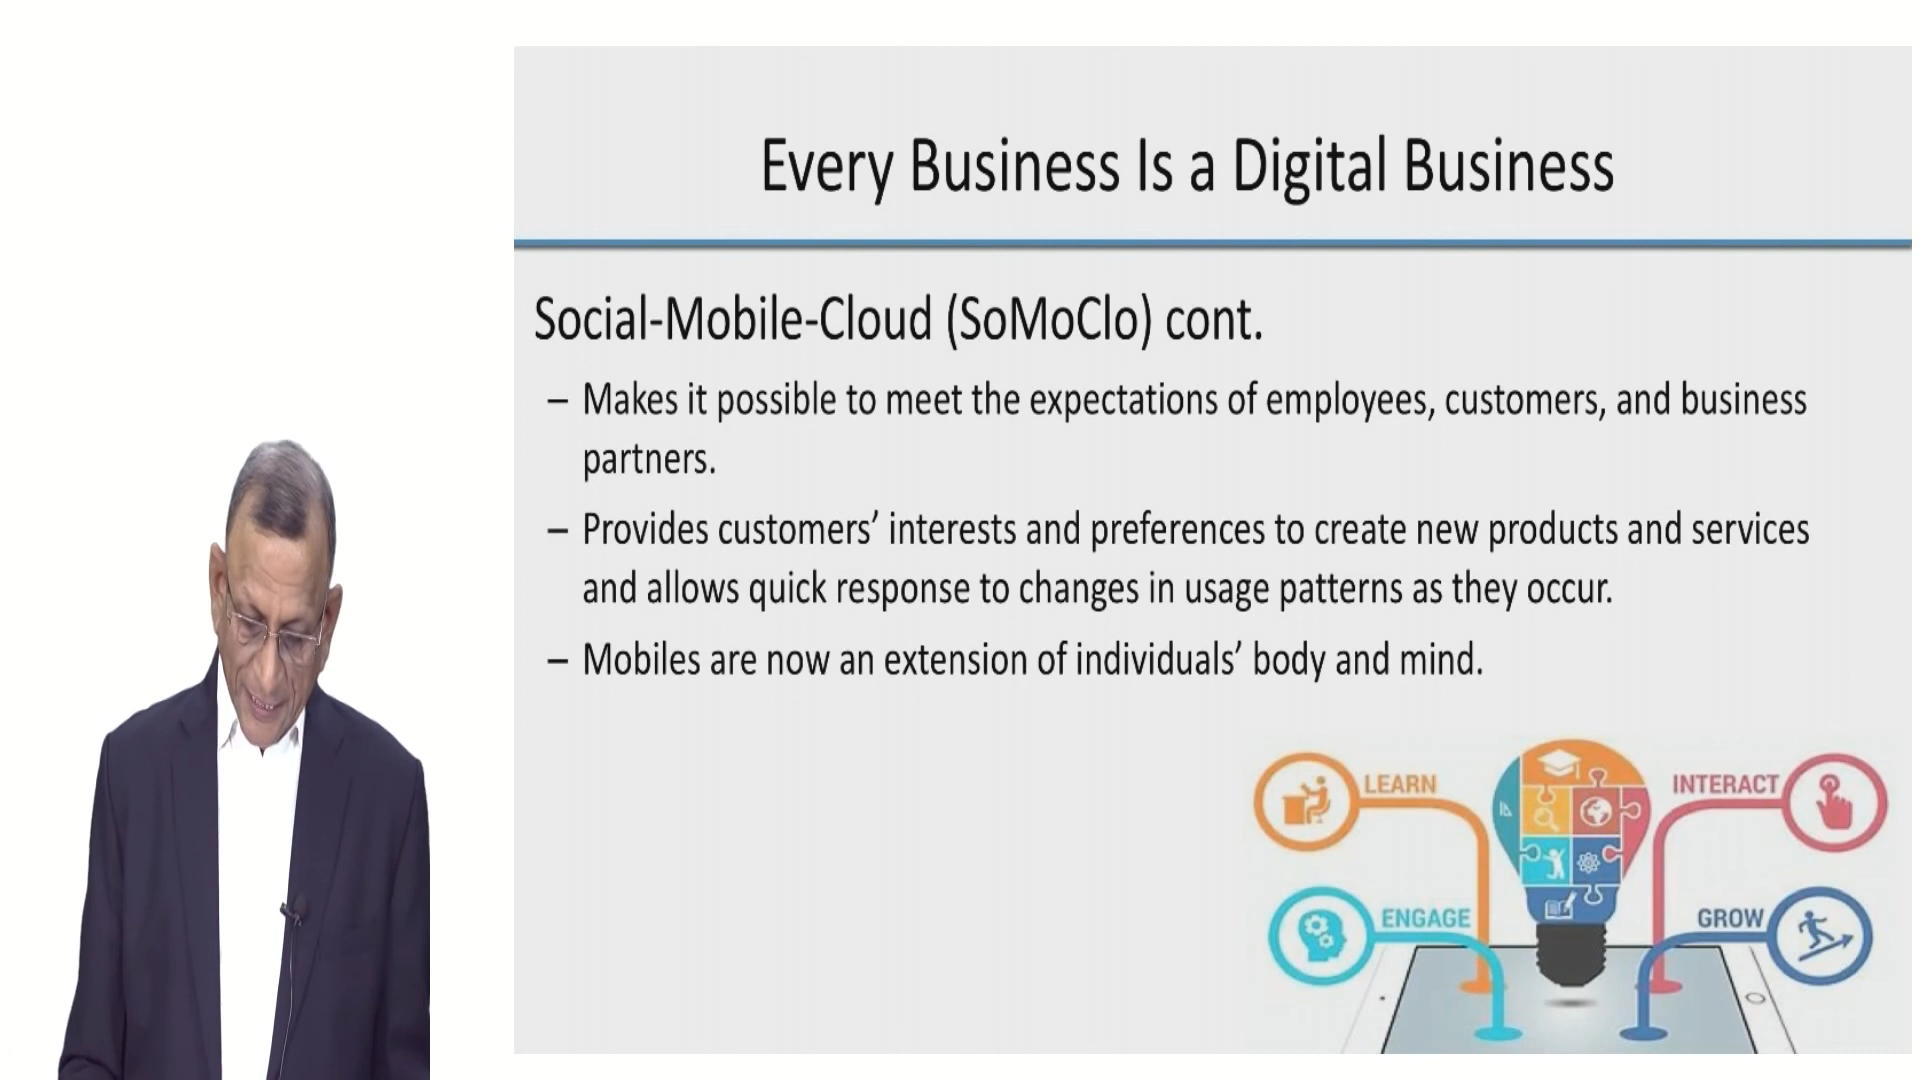 Every Business Is a Digital Business
Social-Mobile-Cloud (SoMoClo) cont.
– Makes it possible to meet the expectations of employees, customers, and business
partners.
– Provides customers’ interests and preferences to create new products and services
and allows quick response to changes in usage patterns as they occur.
– Mobiles are now an extension of individuals’ body and mind.
LEARN
INTERACT
ENGAGE
GROW